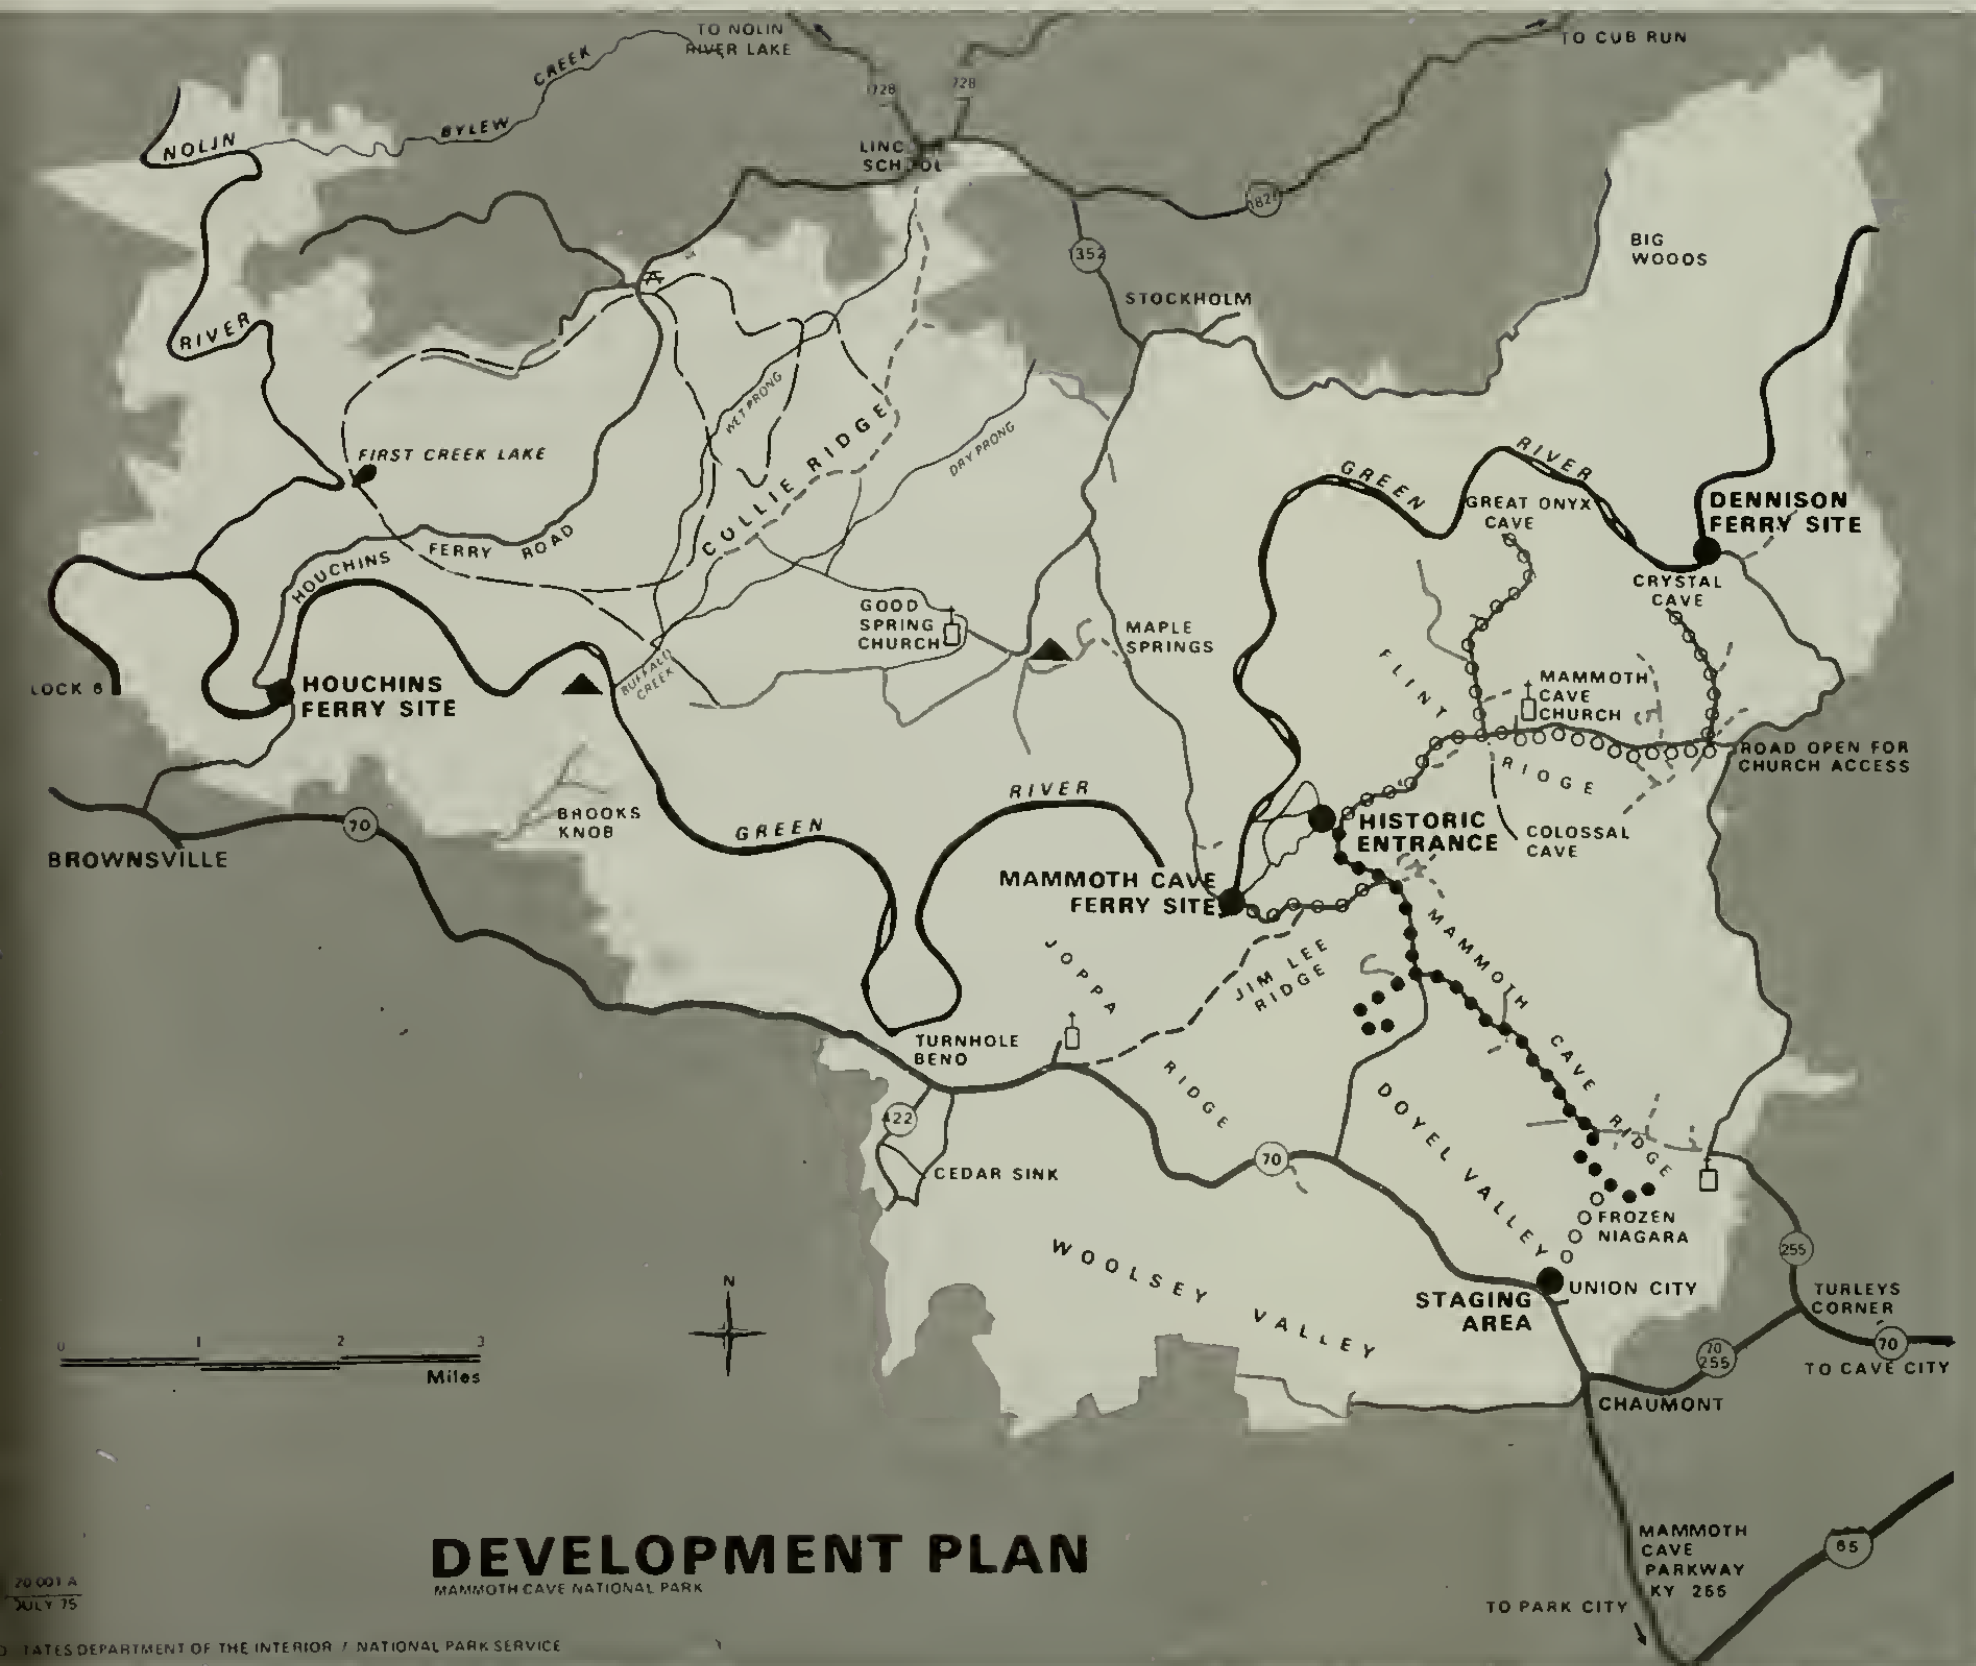 TO NOLIN
RIVER LAKE
TO CUB RUN
CREEK
BYLEW
NOLIN
1728
728
LINC
SCHOOL
1827
1352
BIG
WOODS
STOCKHOLM
RIVER
WET PRONG
COLLIE RIDGE
DRY PRONG
FIRST CREEK LAKE
GREEN
RIVER
GREAT ONYX
CAVE
DENNISON
FERRY SITE
HOUCHINS
FERRY
ROAD
CRYSTAL
CAVE
GOOD
SPRING
CHURCH
MAPLE
SPRINGS
BUFFALO
CREEK
LOCK 6
HOUCHINS
FERRY SITE
FLINT
RIDGE
MAMMOTH
CAVE
CHURCH
ROAD OPEN FOR
CHURCH ACCESS
RIVER
GREEN
BROOKS
KNOB
70
BROWNSVILLE
HISTORIC
ENTRANCE
COLOSSAL
CAVE
MAMMOTH CAVE
FERRY SITE
JOPPA
RIDGE
JIM LEE
RIDGE
MAMMOTH CAVE RIDGE
TURNHOLE
BEND
422
CEDAR SINK
70
DOYEL VALLEY
FROZEN
NIAGARA
WOOLSEY VALLEY
255
STAGING
AREA
UNION CITY
TURLEYS
CORNER
70
255
70
TO CAVE CITY
CHAUMONT
N
0 1 2 3
Miles
MAMMOTH
CAVE
PARKWAY
KY 255
65
TO PARK CITY
DEVELOPMENT PLAN
MAMMOTH CAVE NATIONAL PARK
20 001 A
JULY 75
TATES DEPARTMENT OF THE INTERIOR / NATIONAL PARK SERVICE